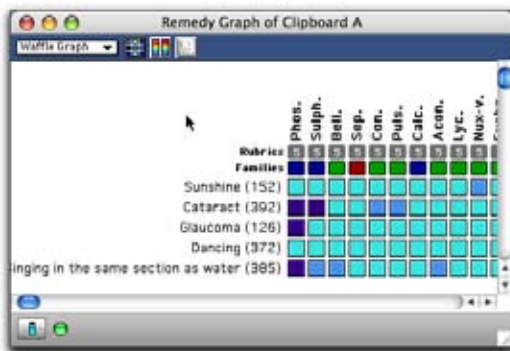 Remedy Graph of Clipboard A
Waffle Graph
Phos. Sulph. Bell. Sep. Con. Puls. Calc. Acon. Lyc. Nux-v.
Rubrics S S S S S S S S S S
Families
Sunshine (152)
Cataract (392)
Glaucoma (126)
Dancing (372)
inging in the same section as water (385)